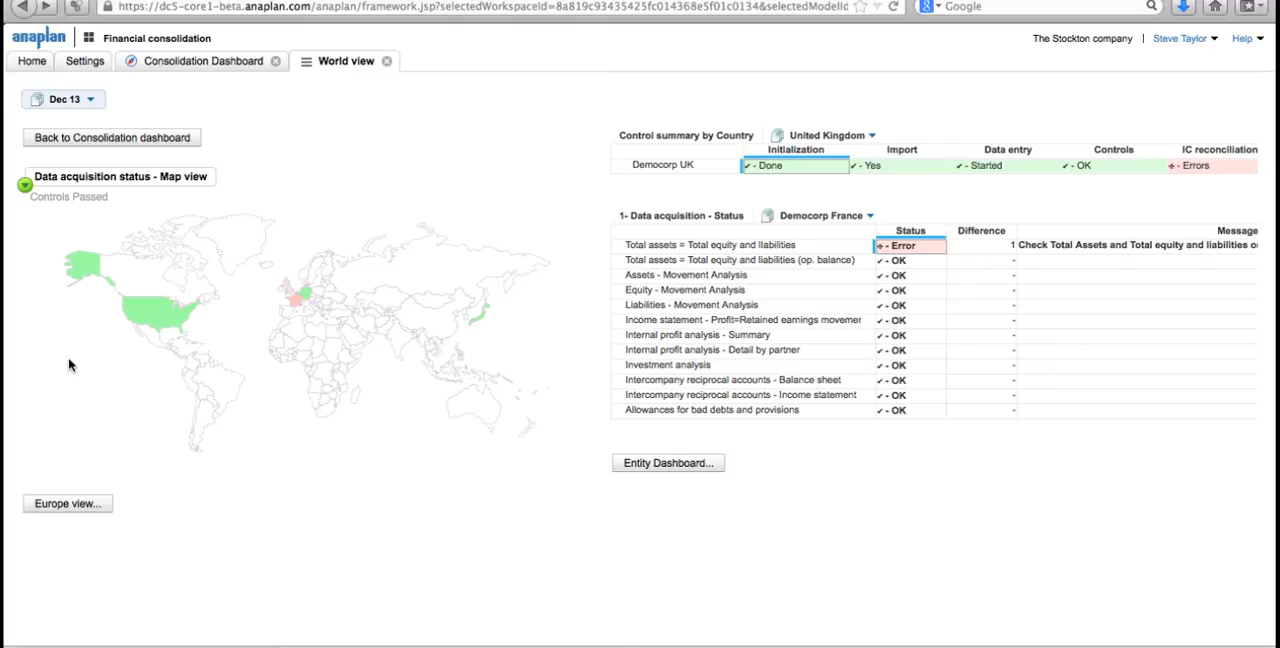 https://dc5-core1-beta.anaplan.com/anaplan/framework.jsp?selectedWorkspaceId=8a819c93435425fc014368e5f01c0134&selectedModelId
Google
anaplan
Financial consolidation
The Stockton company
Steve Taylor
Help
Home
Settings
Consolidation Dashboard
World view
Dec 13
Back to Consolidation dashboard
Data acquisition status - Map view
Controls Passed
Europe view...
Control summary by Country
United Kingdom
Initialization Import Data entry Controls IC reconciliation
Democorp UK - Done - Yes - Started - OK - Errors
1- Data acquisition - Status
Democorp France
Status Difference Message
Total assets = Total equity and liabilities - Error 1 Check Total Assets and Total equity and liabilities o
Total assets = Total equity and liabilities (op. balance) - OK -
Assets - Movement Analysis - OK -
Equity - Movement Analysis - OK -
Liabilities - Movement Analysis - OK -
Income statement - Profit=Retained earnings movemer - OK -
Internal profit analysis - Summary - OK -
Internal profit analysis - Detail by partner - OK -
Investment analysis - OK -
Intercompany reciprocal accounts - Balance sheet - OK -
Intercompany reciprocal accounts - Income statement - OK -
Allowances for bad debts and provisions - OK -
Entity Dashboard...